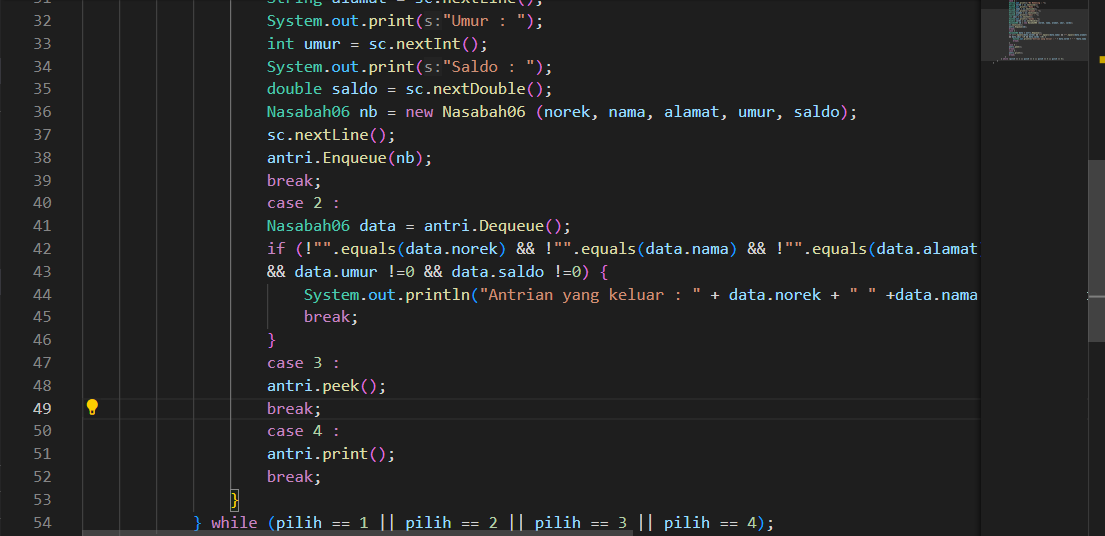 31 String alamat = sc.nextLine();
32 System.out.print(s:"Umur : ");
33 int umur = sc.nextInt();
34 System.out.print(s:"Saldo : ");
35 double saldo = sc.nextDouble();
36 Nasabah06 nb = new Nasabah06 (norek, nama, alamat, umur, saldo);
37 sc.nextLine();
38 antri.Enqueue(nb);
39 break;
40 case 2 :
41 Nasabah06 data = antri.Dequeue();
42 if (!"".equals(data.norek) && !"".equals(data.nama) && !"".equals(data.alamat
43 && data.umur !=0 && data.saldo !=0) {
44 System.out.println("Antrian yang keluar : " + data.norek + " " +data.nama
45 break;
46 }
47 case 3 :
48 antri.peek();
49 break;
50 case 4 :
51 antri.print();
52 break;
53 }
54 } while (pilih == 1 || pilih == 2 || pilih == 3 || pilih == 4);